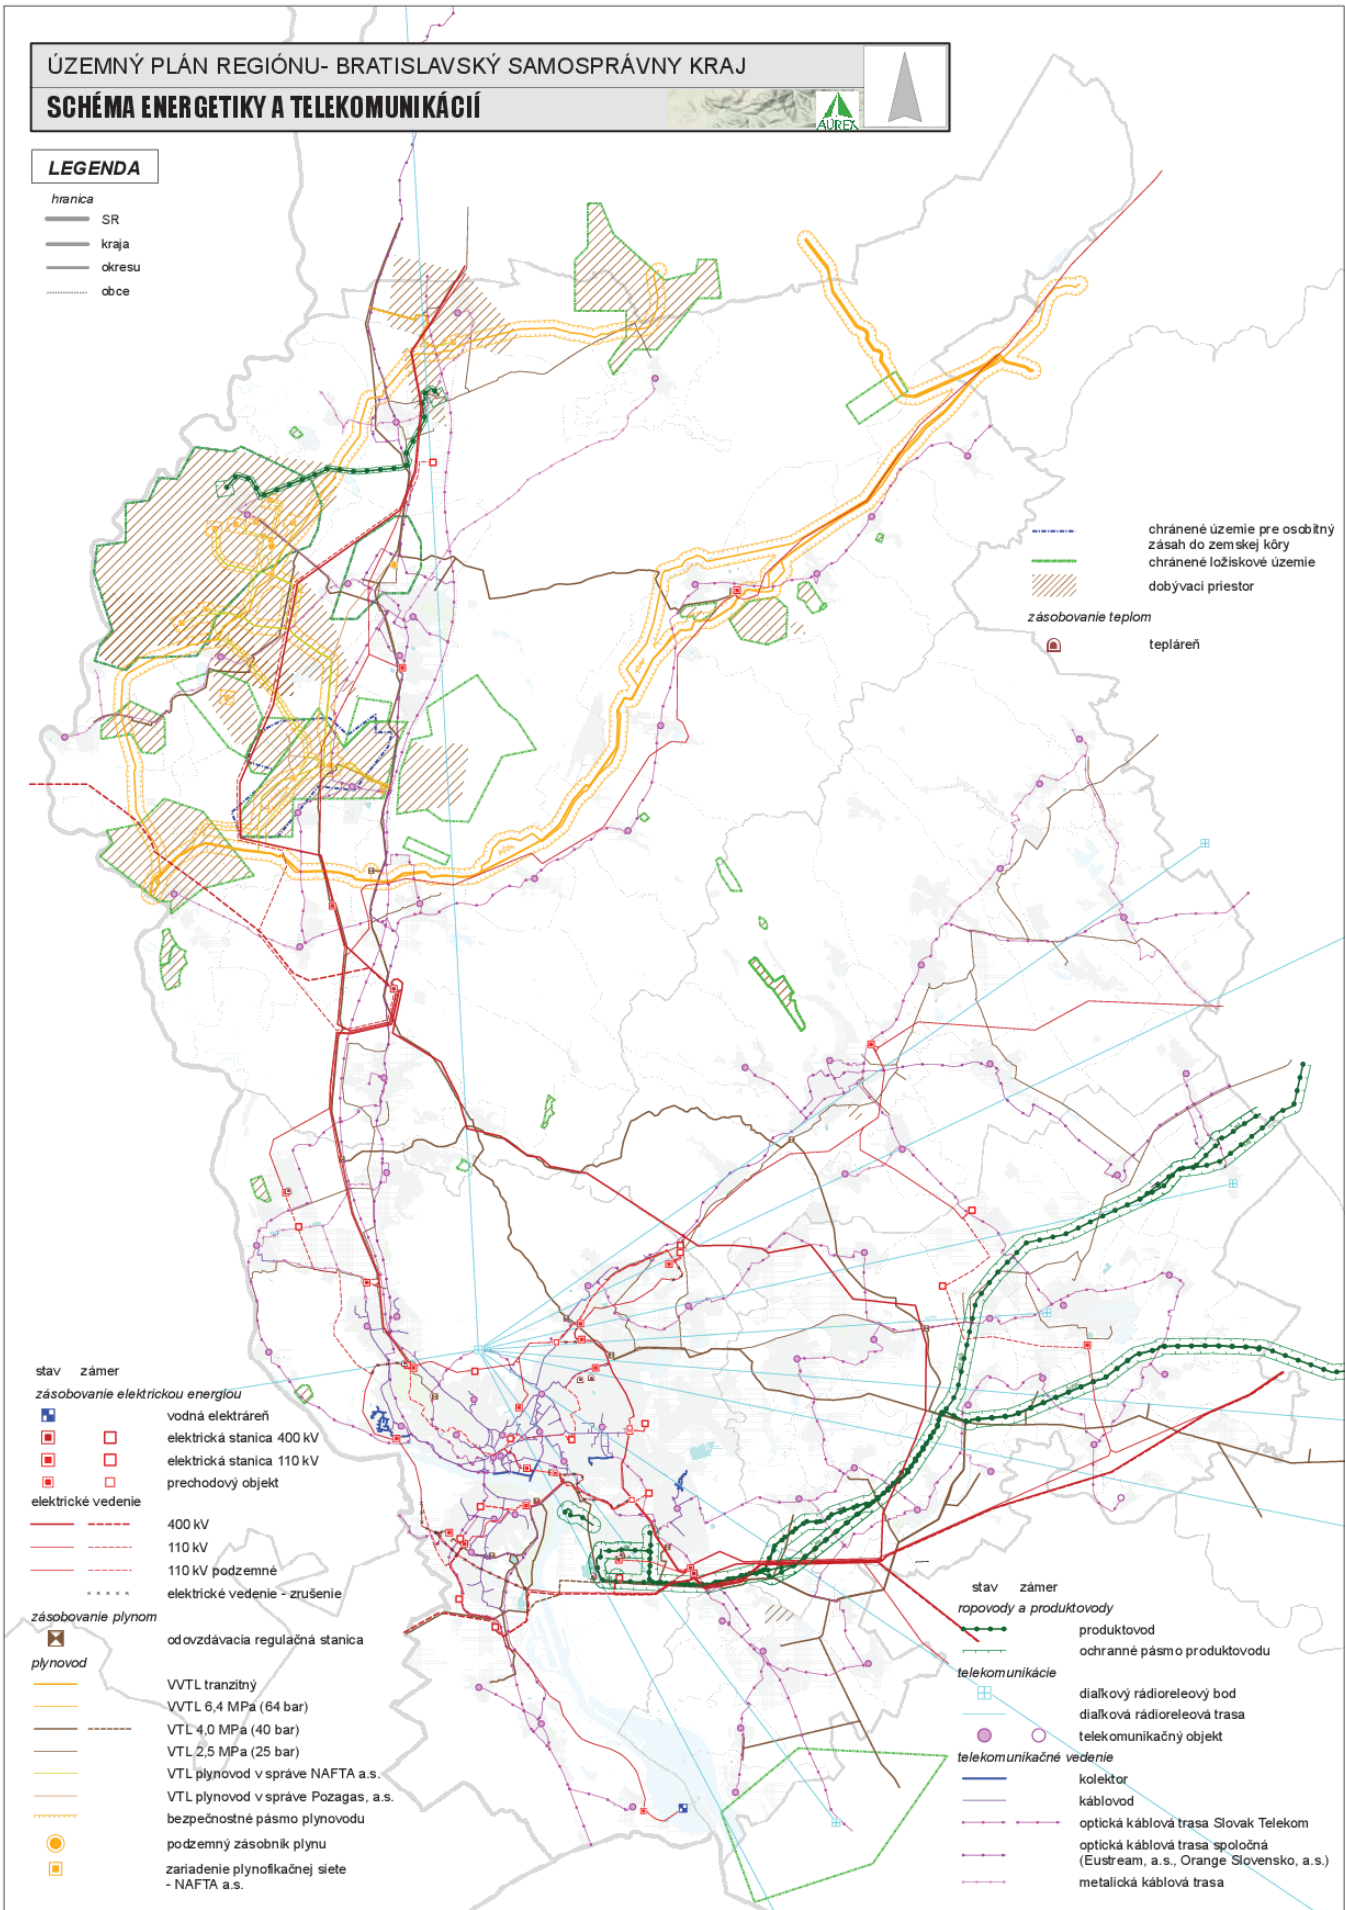 ÚZEMNÝ PLÁN REGIÓNU- BRATISLAVSKÝ SAMOSPRÁVNY KRAJ
SCHÉMA ENERGETIKY A TELEKOMUNIKÁCIÍ
AUREX
LEGENDA
hranica
SR
kraja
okresu
obce
chránené územie pre osobitný
zásah do zemskej kôry
chránené ložiskové územie
dobývací priestor
zásobovanie teplom
tepláreň
stav zámer
zásobovanie elektrickou energiou
vodná elektráreň
elektrická stanica 400 kV
elektrická stanica 110 kV
prechodový objekt
elektrické vedenie
400 kV
110 kV
110 kV podzemné
elektrické vedenie - zrušenie
zásobovanie plynom
odovzdávacia regulačná stanica
plynovod
VVTL tranzitný
VVTL 6,4 MPa (64 bar)
VTL 4,0 MPa (40 bar)
VTL 2,5 MPa (25 bar)
VTL plynovod v správe NAFTA a.s.
VTL plynovod v správe Pozagas, a.s.
bezpečnostné pásmo plynovodu
podzemný zásobník plynu
zariadenie plynofikačnej siete
- NAFTA a.s.
stav zámer
ropovody a produktovody
produktovod
ochranné pásmo produktovodu
telekomunikácie
diaľkový rádioreleový bod
diaľková rádioreleová trasa
telekomunikačný objekt
telekomunikačné vedenie
kolektor
káblovod
optická káblová trasa Slovak Telekom
optická káblová trasa spoločná
(Eustream, a.s., Orange Slovensko, a.s.)
metalická káblová trasa